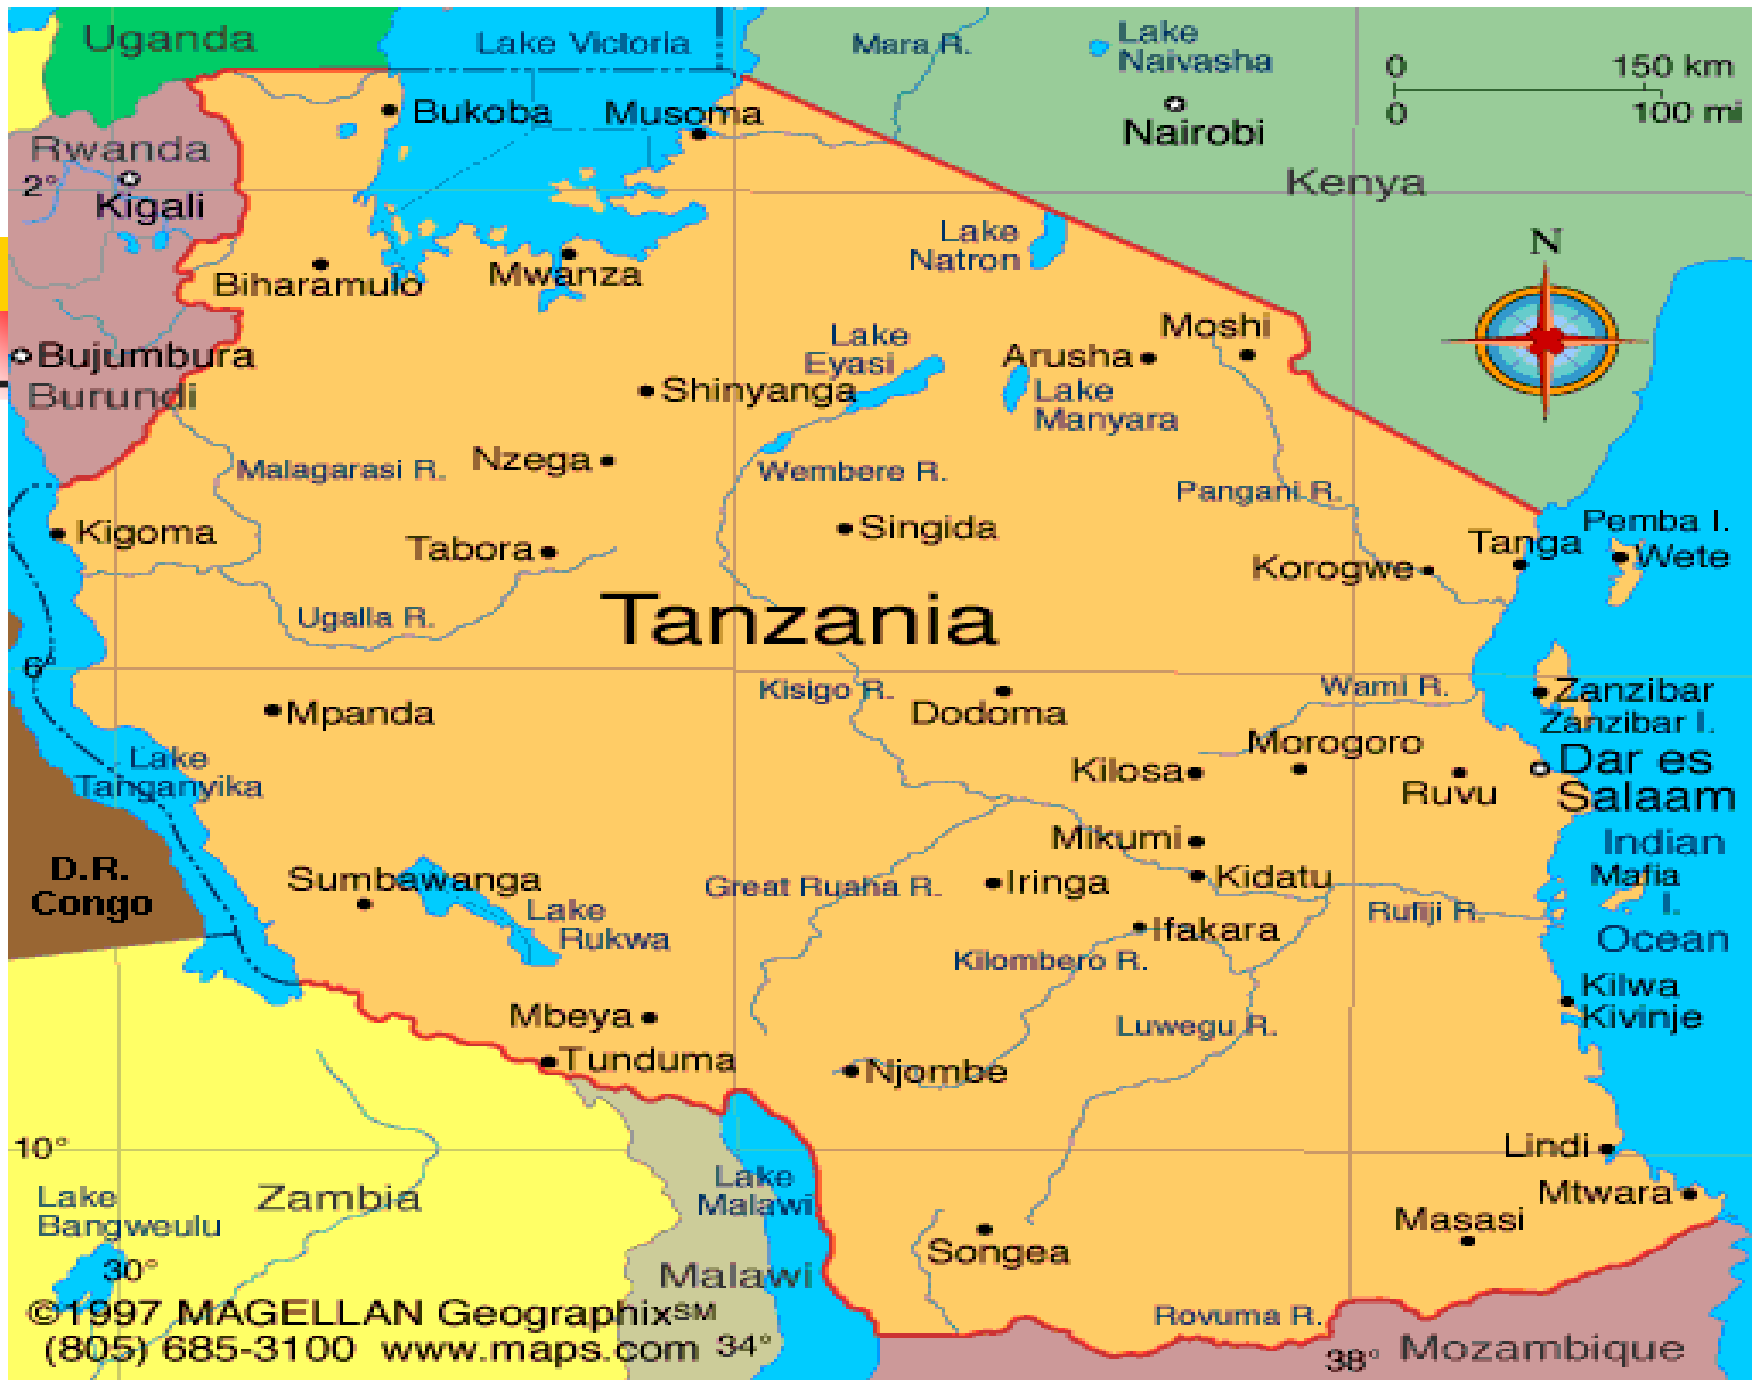 Uganda
Lake Victoria
Mara R.
Lake
Naivasha
0 150 km
0 100 mi
Bukoba
Musoma
Nairobi
Rwanda
2°
Kigali
Kenya
Lake
Natron
N
Biharamulo
Mwanza
Moshi
Lake
Eyasi
Arusha
Bujumbura
Burundi
Shinyanga
Lake
Manyara
Malagarasi R.
Nzega
Wembere R.
Pangani R.
Kigoma
Tabora
Singida
Pemba I.
Tanga
Wete
Korogwe
Ugalla R.
Tanzania
6°
Kisigo R.
Wami R.
Zanzibar
Zanzibar I.
Mpanda
Dodoma
Morogoro
Lake
Tanganyika
Kilosa
Ruvu
Dar es
Salaam
Mikumi
Indian
Ocean
D.R.
Congo
Sumbawanga
Great Ruaha R.
Iringa
Kidatu
Mafia
I.
Rufiji R.
Lake
Rukwa
Ifakara
Kilombero R.
Kilwa
Kivinje
Mbeya
Luwegu R.
Tunduma
Njombe
10°
Lindi
Lake
Malawi
Mtwara
Lake
Bangweulu
Zambia
Masasi
Songea
30°
Malawi
©1997 MAGELLAN Geographix℠
(805) 685-3100 www.maps.com
34°
Rovuma R.
38°
Mozambique